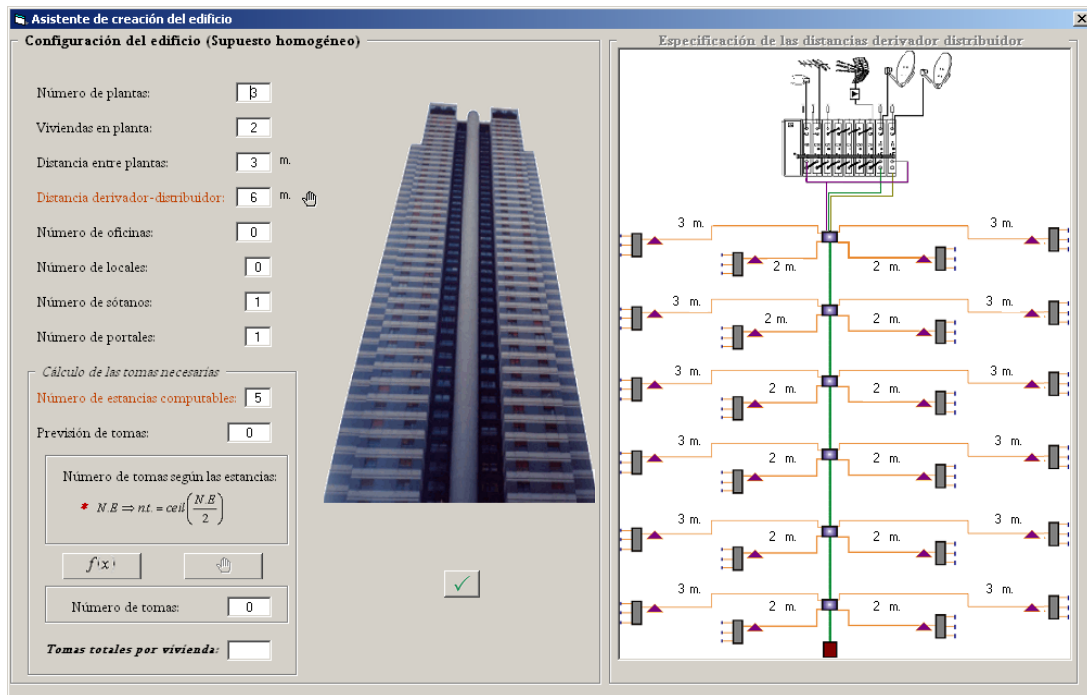 Asistente de creación del edificio
Configuración del edificio (Supuesto homogéneo)
Número de plantas: 3
Viviendas en planta: 2
Distancia entre plantas: 3 m.
Distancia derivador-distribuidor: 6 m.
Número de oficinas: 0
Número de locales: 0
Número de sótanos: 1
Número de portales: 1
Cálculo de las tomas necesarias
Número de estancias computables: 5
Previsión de tomas: 0
Número de tomas según las estancias:
* N.E ⇒ n.t. = ceil(N.E/2)
f(x)
Número de tomas: 0
Tomas totales por vivienda:
Especificación de las distancias derivador distribuidor
3 m. 3 m.
2 m. 2 m.
3 m. 3 m.
2 m. 2 m.
3 m. 3 m.
2 m. 2 m.
3 m. 3 m.
2 m. 2 m.
3 m. 3 m.
2 m. 2 m.
3 m. 3 m.
2 m. 2 m.